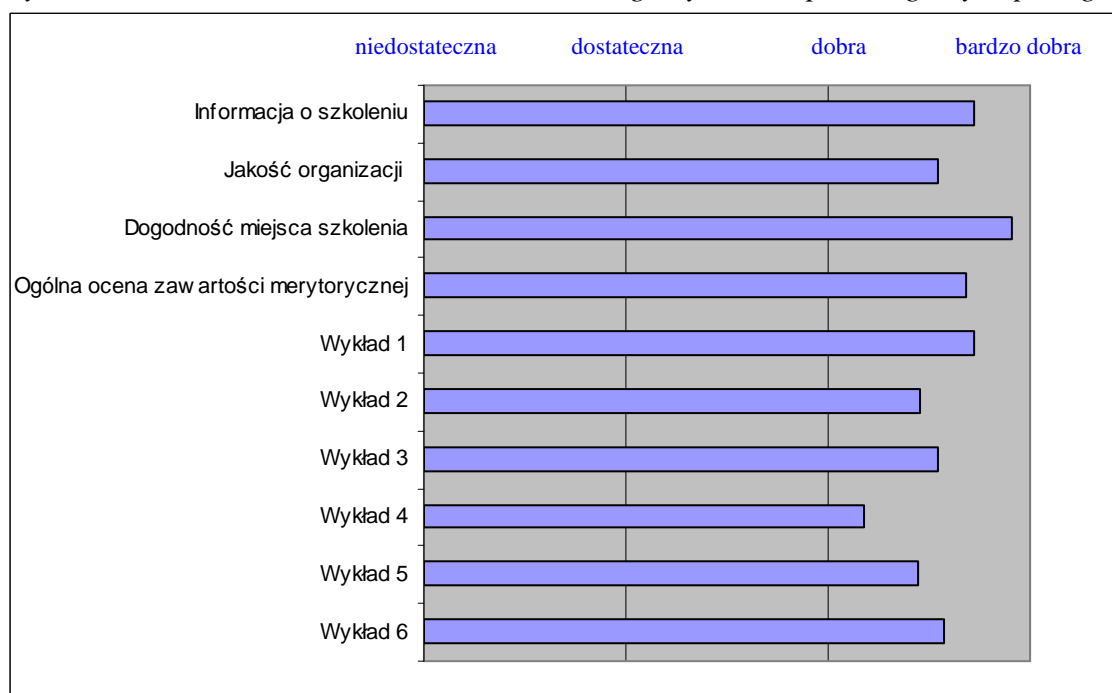 niedostateczna dostateczna dobra bardzo dobra
Informacja o szkoleniu
Jakość organizacji
Dogodność miejsca szkolenia
Ogólna ocena zawartości merytorycznej
Wykład 1
Wykład 2
Wykład 3
Wykład 4
Wykład 5
Wykład 6